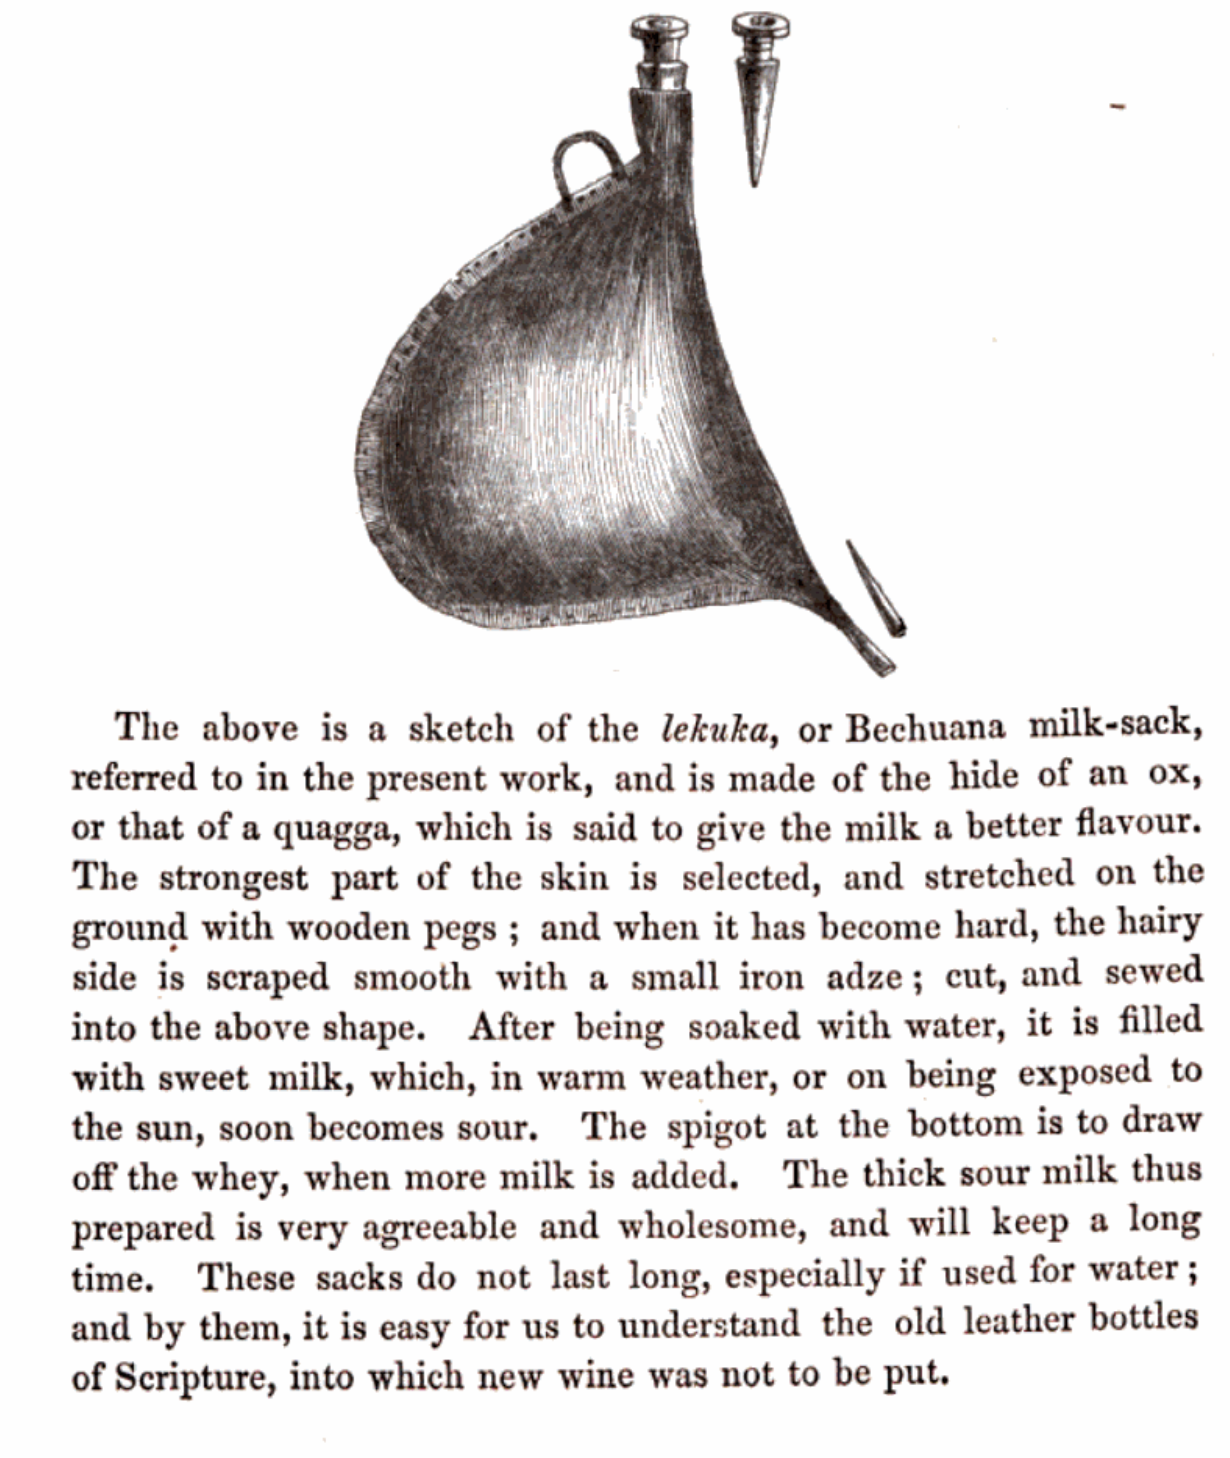 The above is a sketch of the lekuka, or Bechuana milk-sack,
referred to in the present work, and is made of the hide of an ox,
or that of a quagga, which is said to give the milk a better flavour.
The strongest part of the skin is selected, and stretched on the
ground with wooden pegs ; and when it has become hard, the hairy
side is scraped smooth with a small iron adze ; cut, and sewed
into the above shape. After being soaked with water, it is filled
with sweet milk, which, in warm weather, or on being exposed to
the sun, soon becomes sour. The spigot at the bottom is to draw
off the whey, when more milk is added. The thick sour milk thus
prepared is very agreeable and wholesome, and will keep a long
time. These sacks do not last long, especially if used for water ;
and by them, it is easy for us to understand the old leather bottles
of Scripture, into which new wine was not to be put.